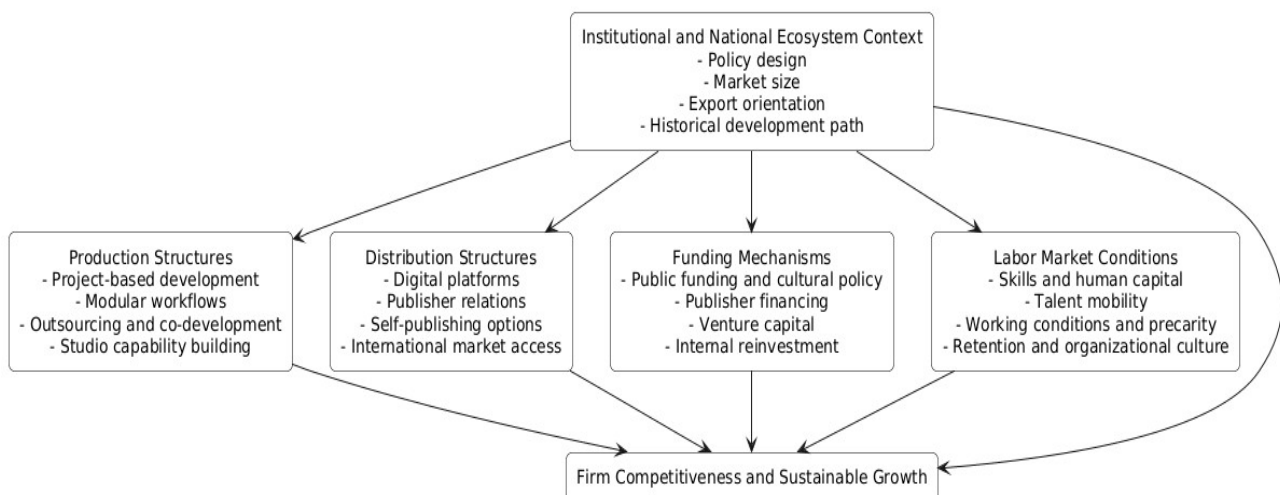 Institutional and National Ecosystem Context
- Policy design
- Market size
- Export orientation
- Historical development path
Production Structures
- Project-based development
- Modular workflows
- Outsourcing and co-development
- Studio capability building
Distribution Structures
- Digital platforms
- Publisher relations
- Self-publishing options
- International market access
Funding Mechanisms
- Public funding and cultural policy
- Publisher financing
- Venture capital
- Internal reinvestment
Labor Market Conditions
- Skills and human capital
- Talent mobility
- Working conditions and precarity
- Retention and organizational culture
Firm Competitiveness and Sustainable Growth